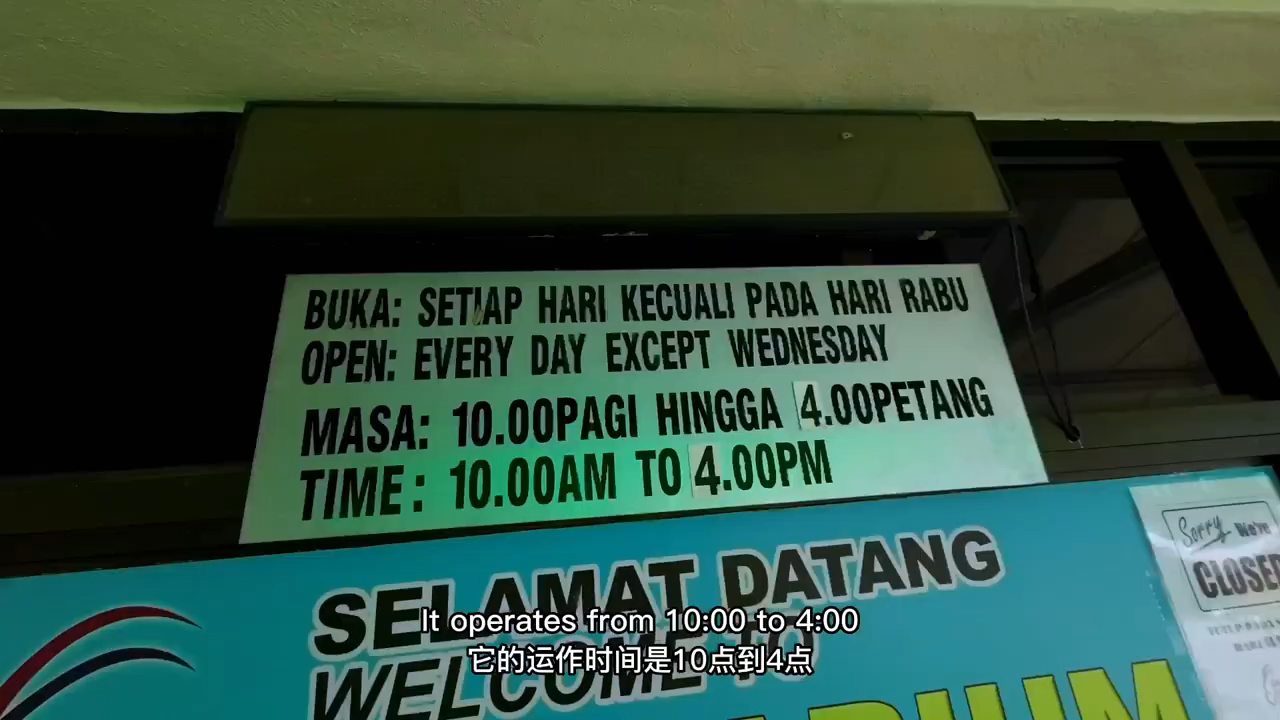 BUKA: SETIAP HARI KECUALI PADA HARI RABU
OPEN: EVERY DAY EXCEPT WEDNESDAY
MASA: 10.00PAGI HINGGA 4.00PETANG
TIME: 10.00AM TO 4.00PM
Sorry We're
CLOSED
SELAMAT DATANG
WELCOME TO
It operates from 10:00 to 4:00
它的运作时间是10点到4点